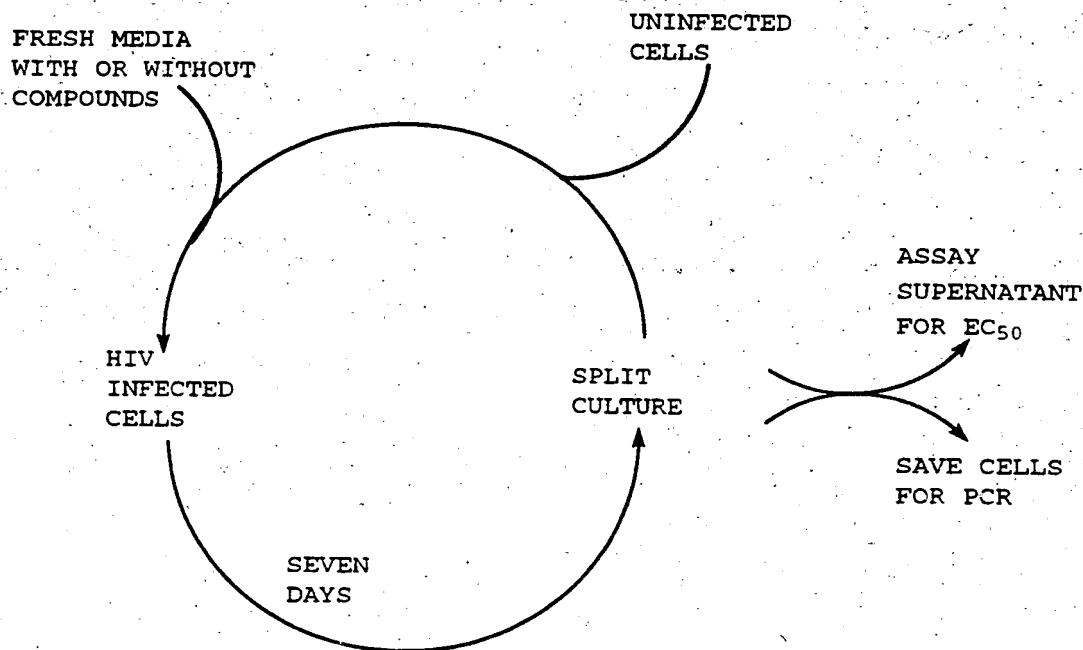 FRESH MEDIA
WITH OR WITHOUT
COMPOUNDS
UNINFECTED
CELLS
ASSAY
SUPERNATANT
FOR EC50
HIV
INFECTED
CELLS
SPLIT
CULTURE
SAVE CELLS
FOR PCR
SEVEN
DAYS